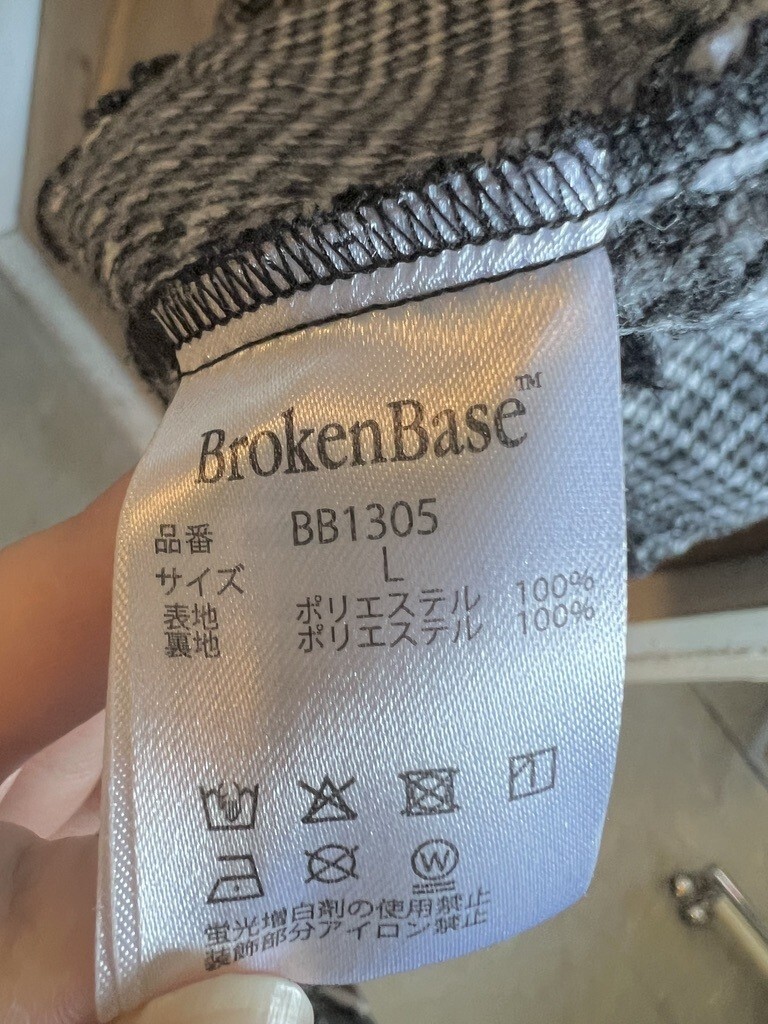 BrokenBase™
品番 BB1305
サイズ L
表地 ポリエステル 100%
裏地 ポリエステル 100%
W
蛍光増白剤の使用禁止
装飾部分アイロン禁止